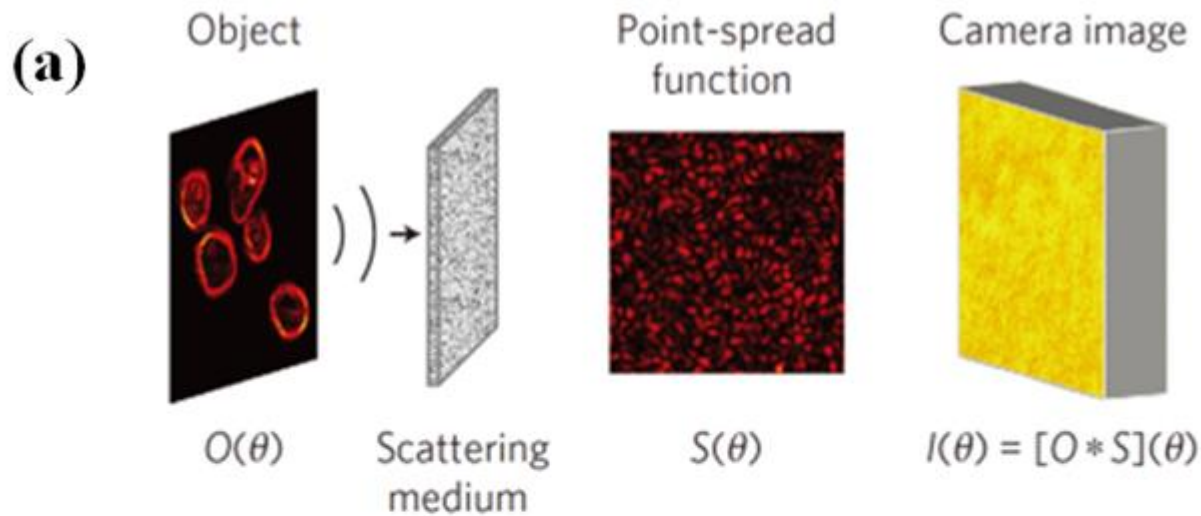 (a)
Object
Point-spread
function
Camera image
O(θ)
Scattering
medium
S(θ)
I(θ) = [O * S](θ)